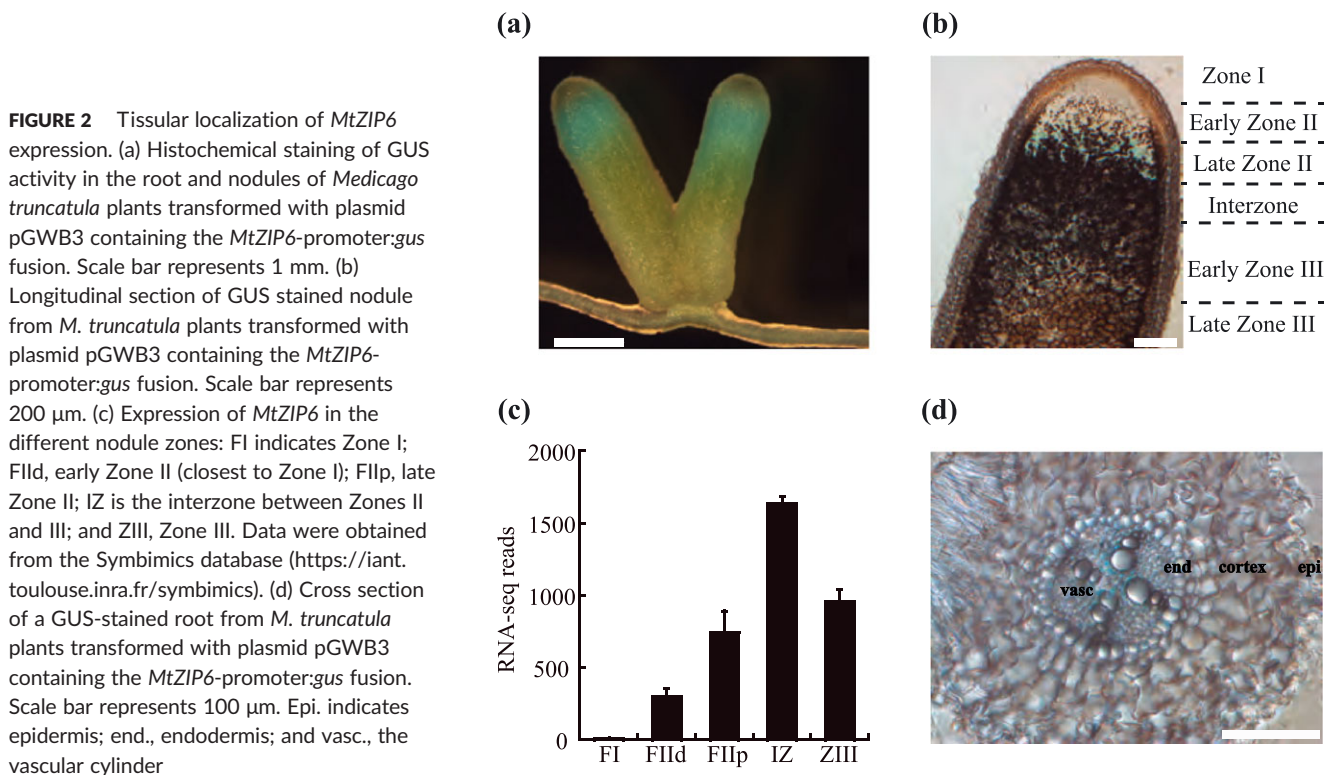 FIGURE 2 Tissular localization of MtZIP6
expression. (a) Histochemical staining of GUS
activity in the root and nodules of Medicago
truncatula plants transformed with plasmid
pGWB3 containing the MtZIP6-promoter:gus
fusion. Scale bar represents 1 mm. (b)
Longitudinal section of GUS stained nodule
from M. truncatula plants transformed with
plasmid pGWB3 containing the MtZIP6-
promoter:gus fusion. Scale bar represents
200 μm. (c) Expression of MtZIP6 in the
different nodule zones: FI indicates Zone I;
FIId, early Zone II (closest to Zone I); FIIp, late
Zone II; IZ is the interzone between Zones II
and III; and ZIII, Zone III. Data were obtained
from the Symbimics database (https://iant.
toulouse.inra.fr/symbimics). (d) Cross section
of a GUS-stained root from M. truncatula
plants transformed with plasmid pGWB3
containing the MtZIP6-promoter:gus fusion.
Scale bar represents 100 μm. Epi. indicates
epidermis; end., endodermis; and vasc., the
vascular cylinder
(a)
(b)
Zone I
Early Zone II
Late Zone II
Interzone
Early Zone III
Late Zone III
(c)
RNA-seq reads
2000
1500
1000
500
0
FI FIId FIIp IZ ZIII
(d)
vasc end cortex epi